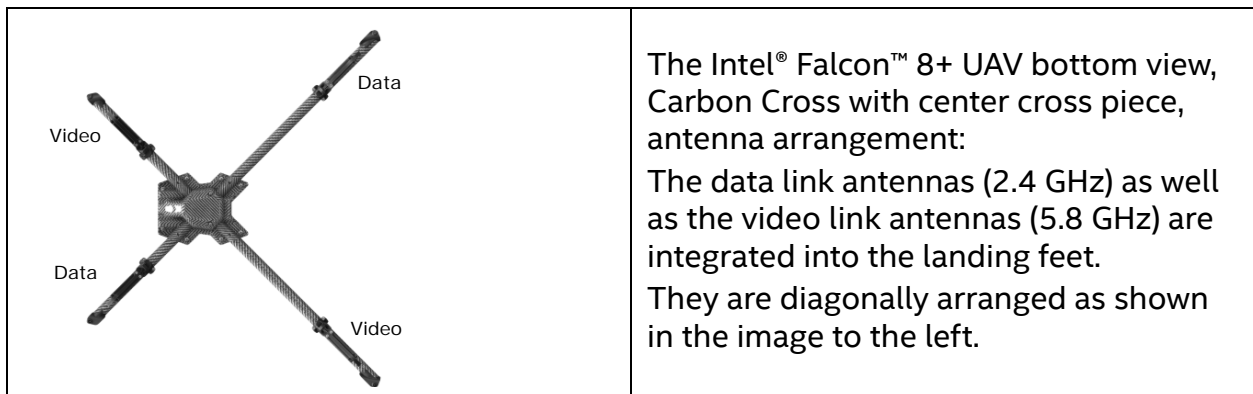 Data
Video
Data
Video
The Intel® Falcon™ 8+ UAV bottom view,
Carbon Cross with center cross piece,
antenna arrangement:
The data link antennas (2.4 GHz) as well
as the video link antennas (5.8 GHz) are
integrated into the landing feet.
They are diagonally arranged as shown
in the image to the left.